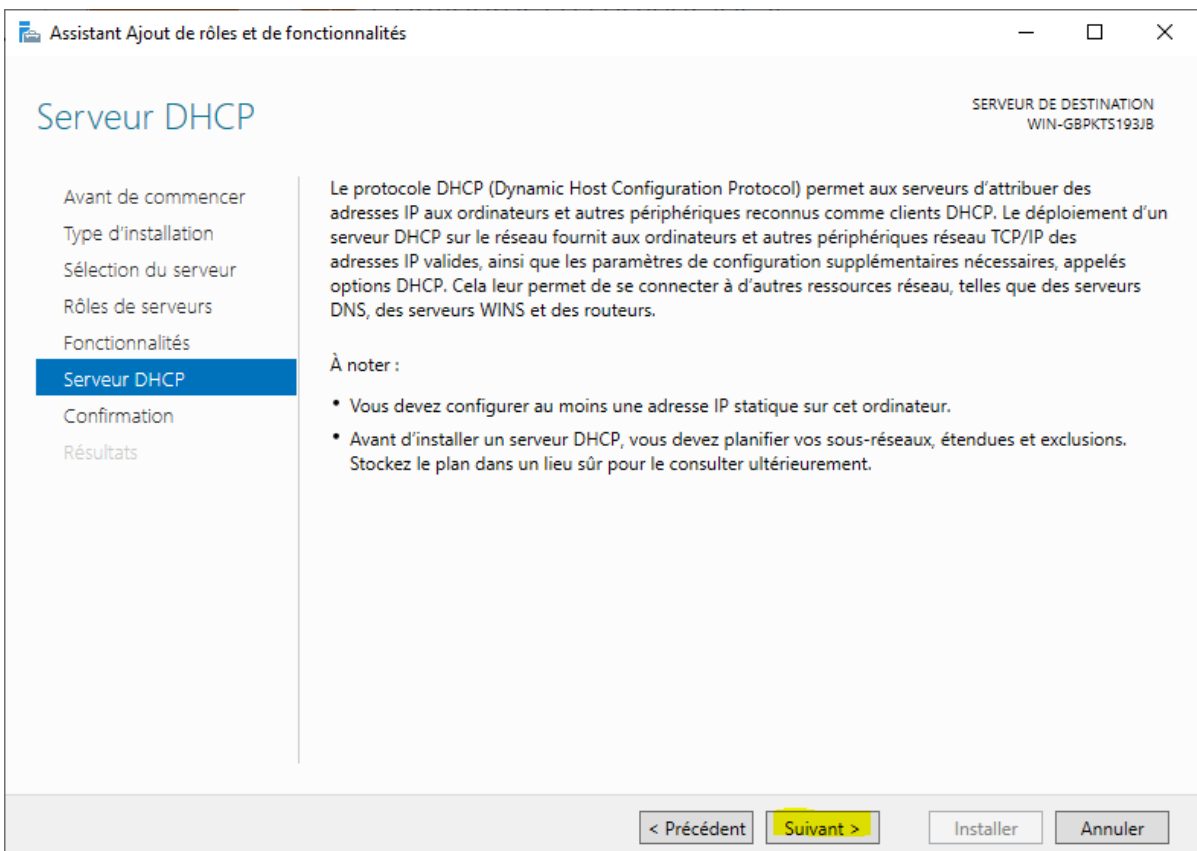 Assistant Ajout de rôles et de fonctionnalités
Serveur DHCP
SERVEUR DE DESTINATION
WIN-GBPKTS193JB
Avant de commencer
Type d'installation
Sélection du serveur
Rôles de serveurs
Fonctionnalités
Serveur DHCP
Confirmation
Résultats
Le protocole DHCP (Dynamic Host Configuration Protocol) permet aux serveurs d'attribuer des
adresses IP aux ordinateurs et autres périphériques reconnus comme clients DHCP. Le déploiement d'un
serveur DHCP sur le réseau fournit aux ordinateurs et autres périphériques réseau TCP/IP des
adresses IP valides, ainsi que les paramètres de configuration supplémentaires nécessaires, appelés
options DHCP. Cela leur permet de se connecter à d'autres ressources réseau, telles que des serveurs
DNS, des serveurs WINS et des routeurs.
À noter :
• Vous devez configurer au moins une adresse IP statique sur cet ordinateur.
• Avant d'installer un serveur DHCP, vous devez planifier vos sous-réseaux, étendues et exclusions.
Stockez le plan dans un lieu sûr pour le consulter ultérieurement.
< Précédent
Suivant >
Installer
Annuler